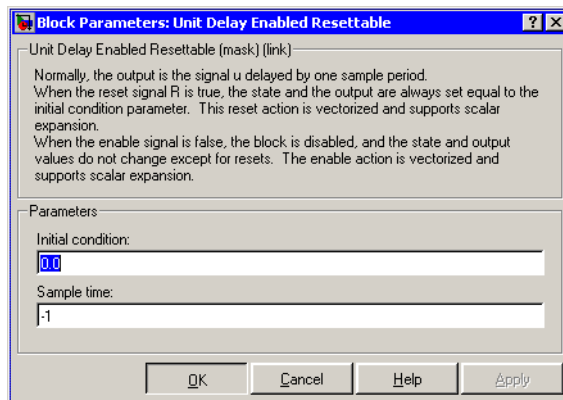 Block Parameters: Unit Delay Enabled Resettable
Unit Delay Enabled Resettable (mask) (link)
Normally, the output is the signal u delayed by one sample period.
When the reset signal R is true, the state and the output are always set equal to the
initial condition parameter.  This reset action is vectorized and supports scalar
expansion.
When the enable signal is false, the block is disabled, and the state and output
values do not change except for resets.  The enable action is vectorized and
supports scalar expansion.
Parameters
Initial condition:
0.0
Sample time:
-1
OK Cancel Help Apply